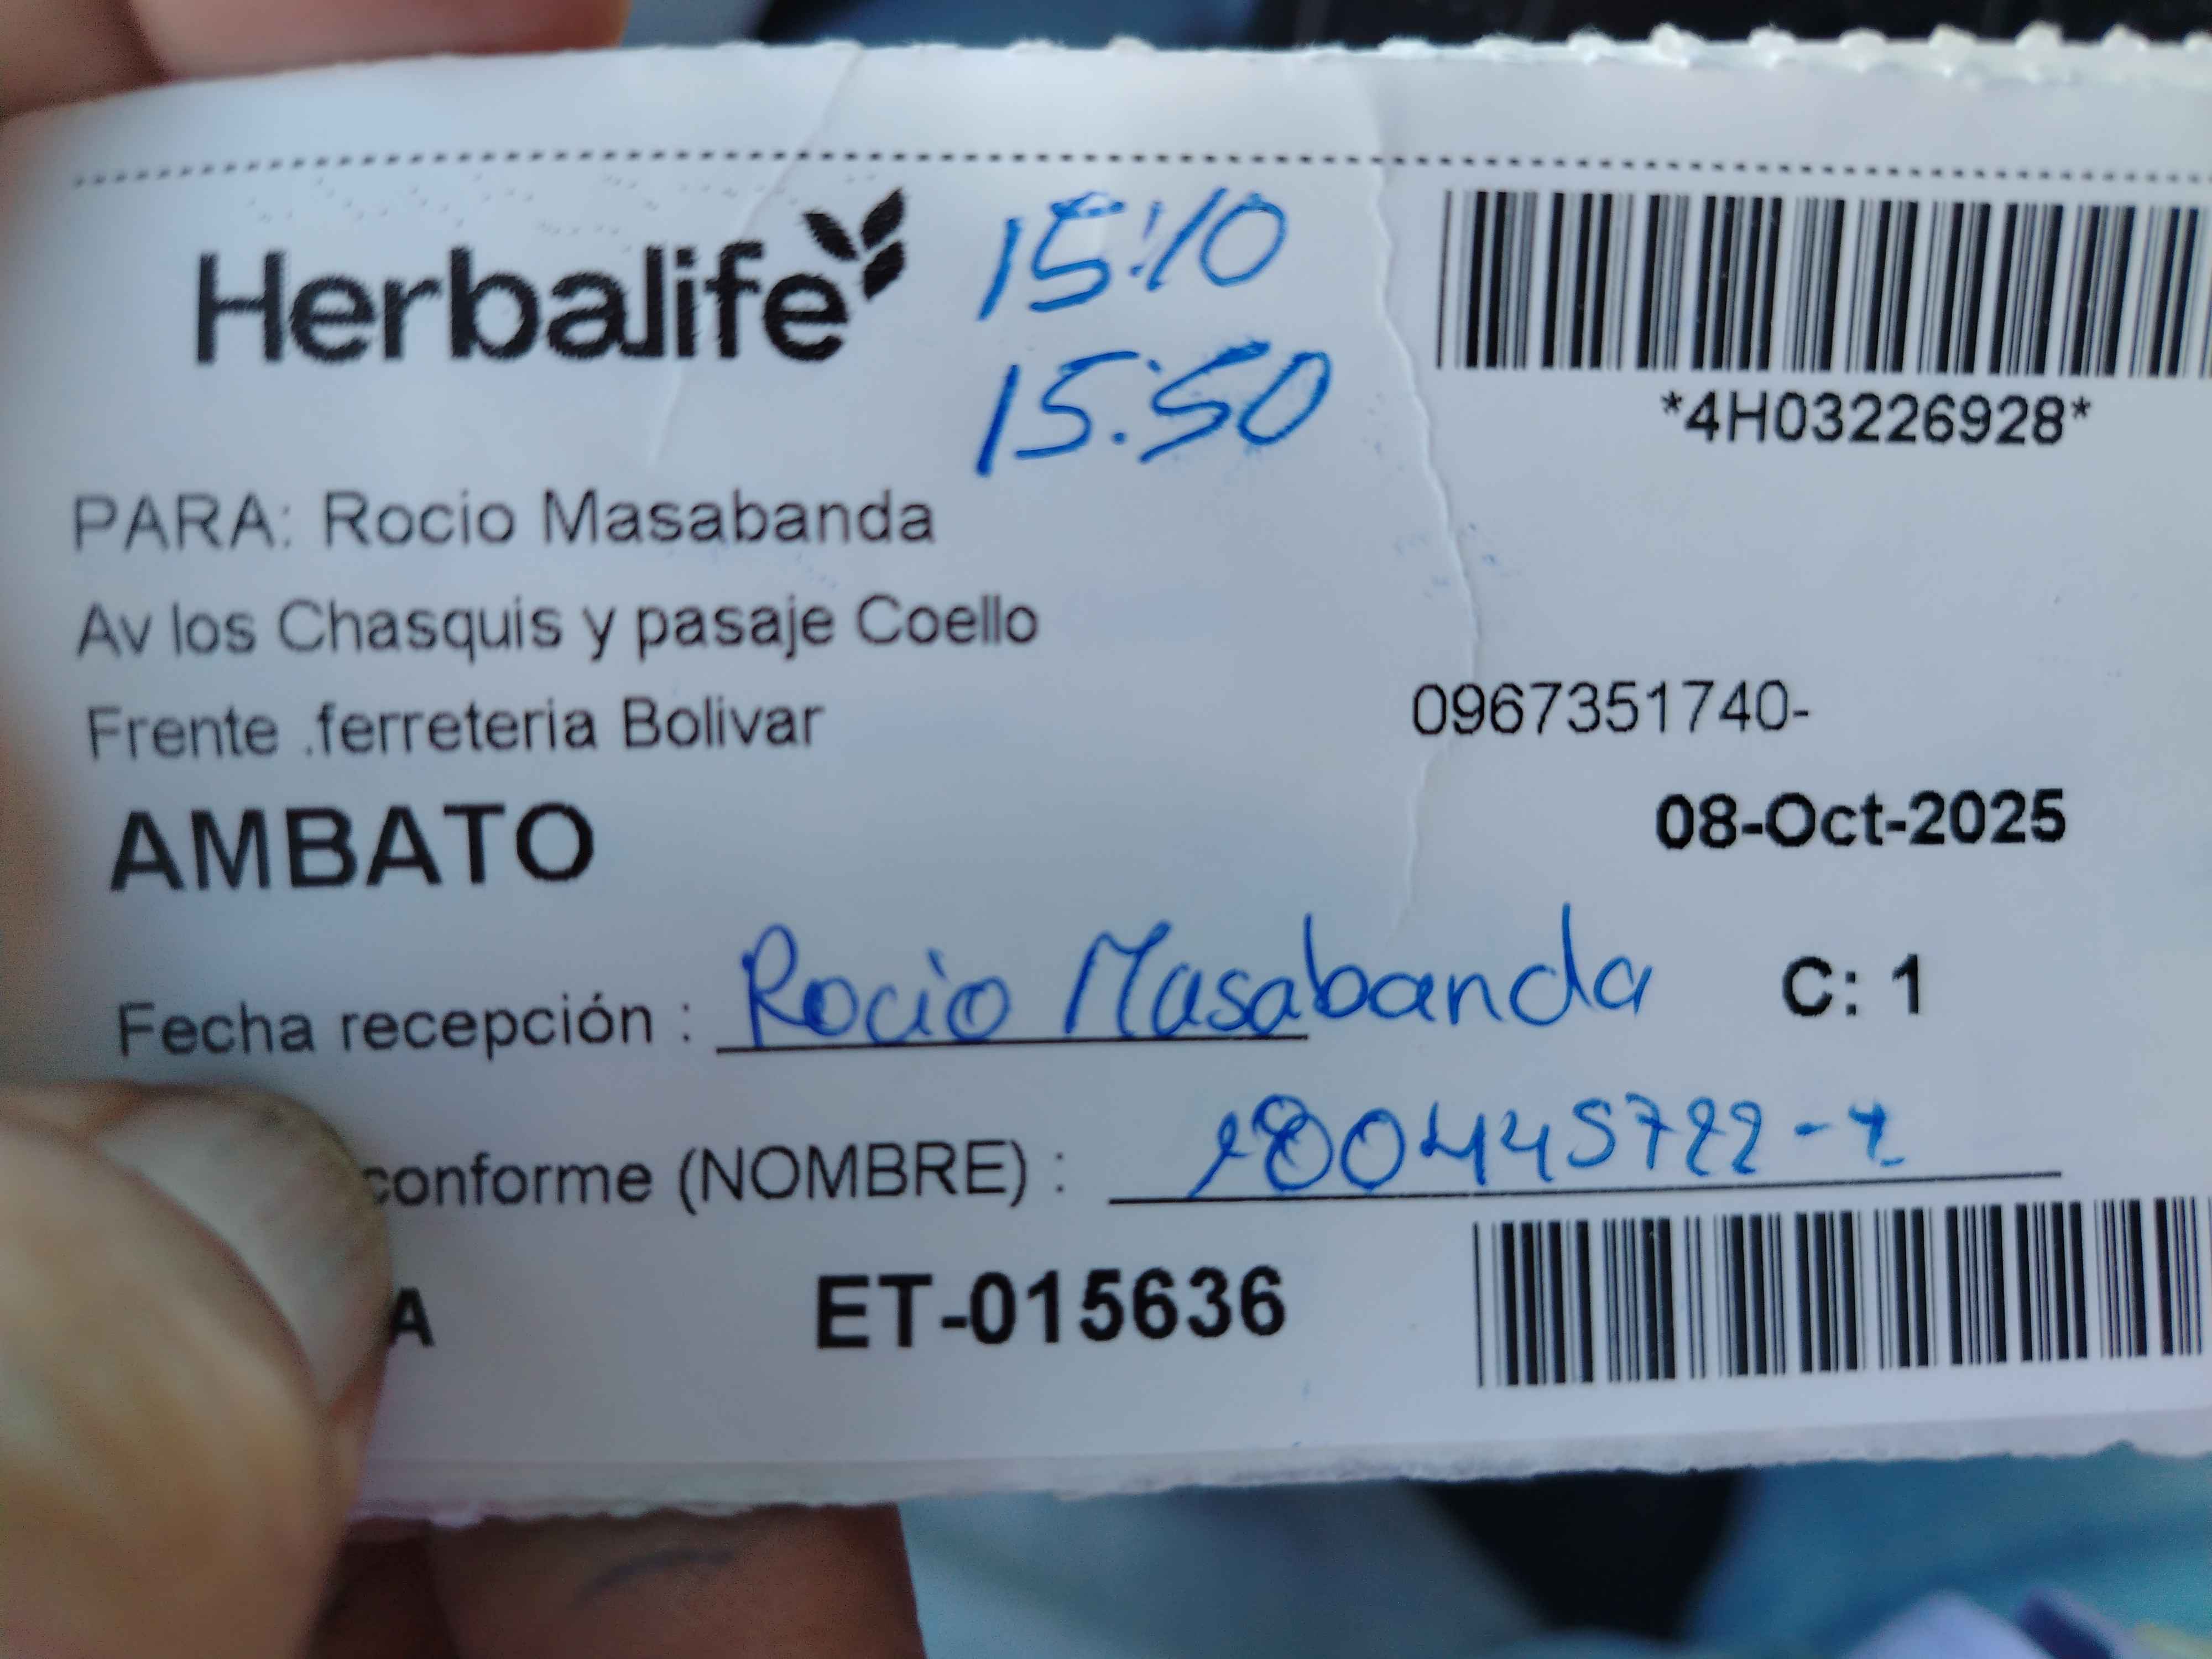 Herbalife
15:10
15:50
*4H03226928*
PARA: Rocio Masabanda
Av los Chasquis y pasaje Coello
Frente .ferreteria Bolivar
0967351740-
AMBATO
08-Oct-2025
Fecha recepción : Rocio Masabanda
C: 1
conforme (NOMBRE) :
A
ET-015636